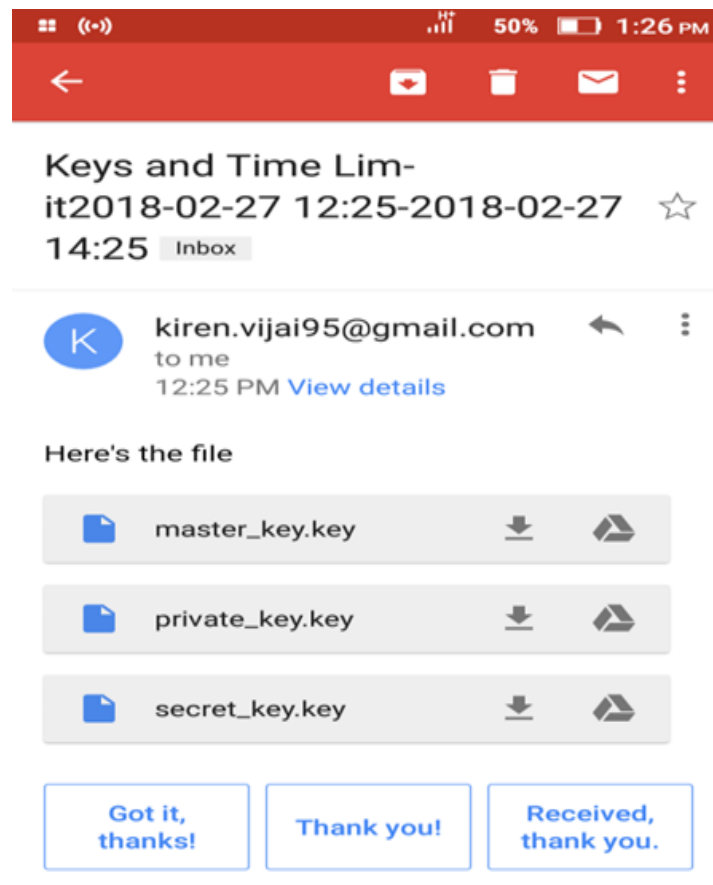 H+
50% 1:26 PM
Keys and Time Lim-
it2018-02-27 12:25-2018-02-27
14:25 Inbox
K
kiren.vijai95@gmail.com
to me
12:25 PM View details
Here's the file
master_key.key
private_key.key
secret_key.key
Got it,
thanks!
Thank you!
Received,
thank you.